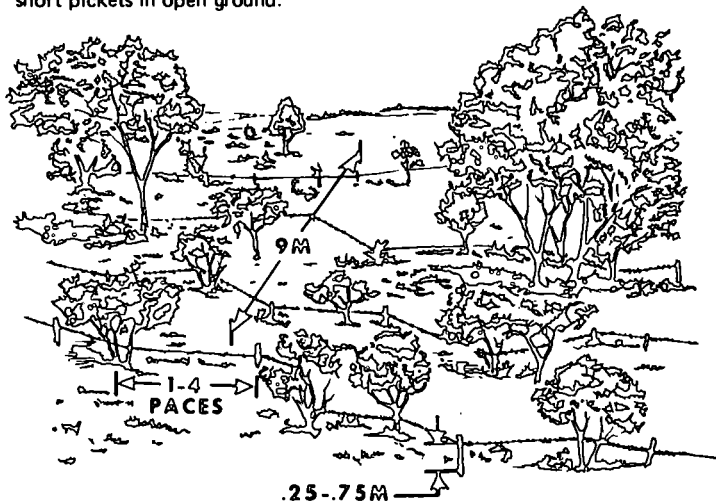 short pickets in open ground.
9M
1-4
PACES
.25-.75M